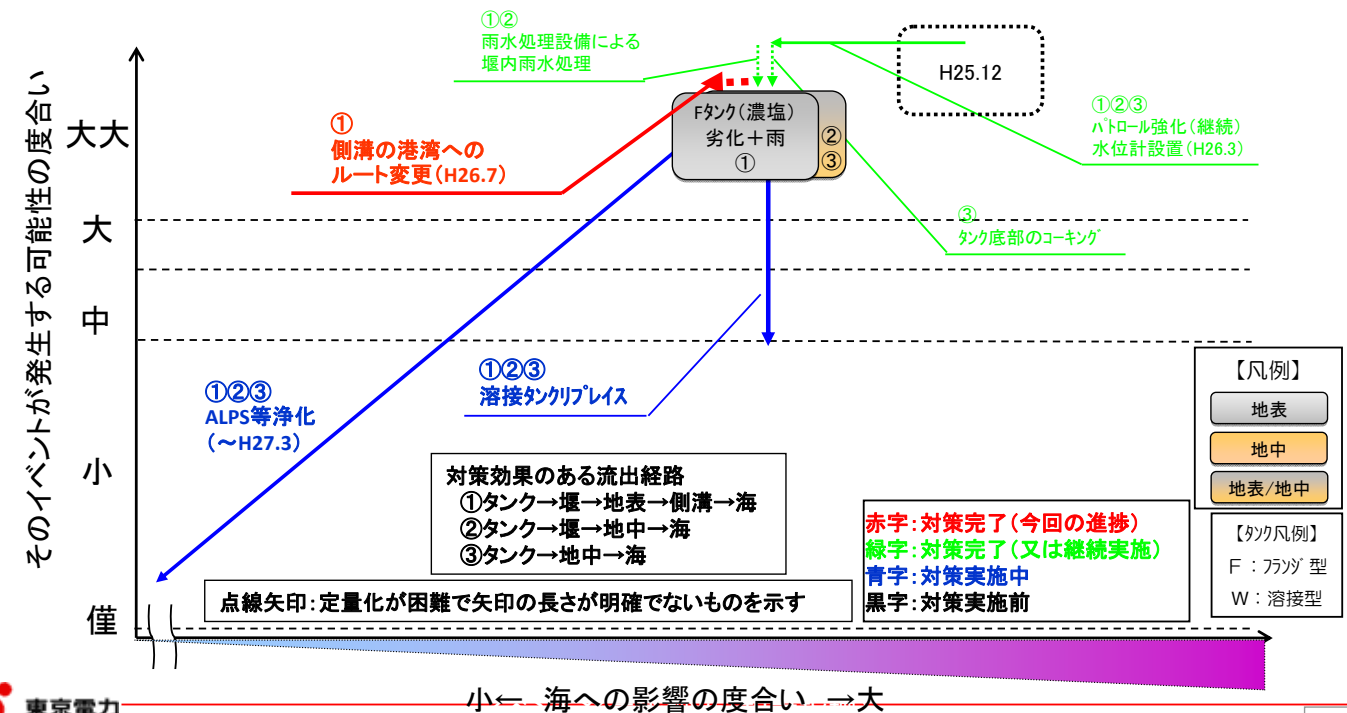 そのイベントが発生する可能性の度合い
大大
大
中
小
僅
①②
雨水処理設備による
堰内雨水処理
H25.12
①②③
パトロール強化(継続)
水位計設置(H26.3)
①
側溝の港湾への
ルート変更(H26.7)
Fタンク(濃塩)
劣化+雨
①
②
③
③
タンク底部のコーキング
①②③
ALPS等浄化
(~H27.3)
①②③
溶接タンクリプレイス
【凡例】
地表
地中
地表/地中
対策効果のある流出経路
①タンク→堰→地表→側溝→海
②タンク→堰→地中→海
③タンク→地中→海
赤字:対策完了(今回の進捗)
緑字:対策完了(又は継続実施)
青字:対策実施中
黒字:対策実施前
【タンク凡例】
F:フランジ型
W:溶接型
点線矢印:定量化が困難で矢印の長さが明確でないものを示す
小← 海への影響の度合い →大
東京電力